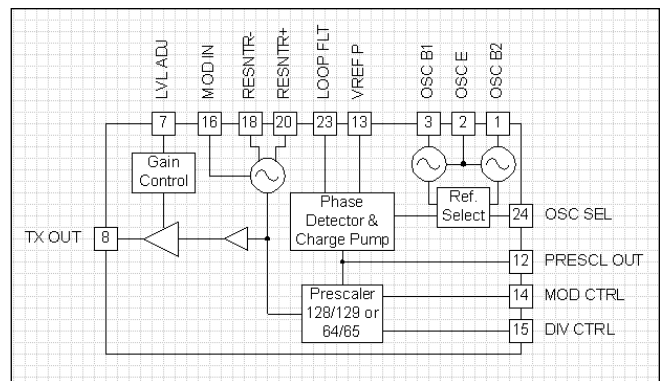 LVL ADJ
MOD IN
RESNTR-
RESNTR+
LOOP FLT
VREF P
OSC B1
OSC E
OSC B2
7
16
18
20
23
13
3
2
1
Gain
Control
Phase
Detector &
Charge Pump
Ref.
Select
24 OSC SEL
TX OUT 8
12 PRESCL OUT
Prescaler
128/129 or
64/65
14 MOD CTRL
15 DIV CTRL